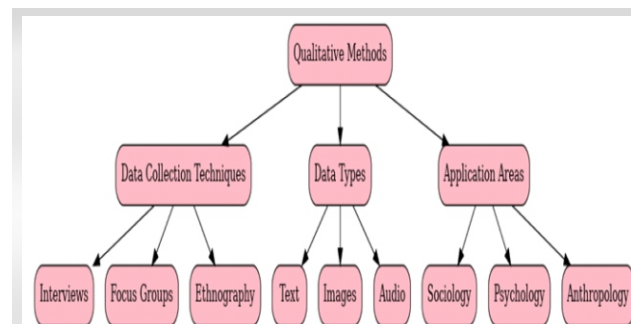 Qualitative Methods
Data Collection Techniques
Data Types
Application Areas
Interviews
Focus Groups
Ethnography
Text
Images
Audio
Sociology
Psychology
Anthropology